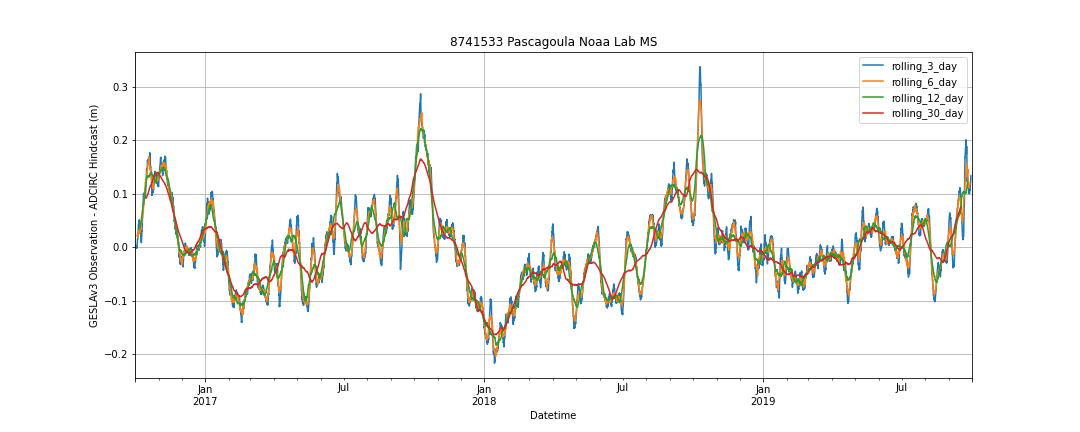 8741533 Pascagoula Noaa Lab MS
rolling_3_day
rolling_6_day
rolling_12_day
rolling_30_day
GESLAv3 Observation - ADCIRC Hindcast (m)
0.3
0.2
0.1
0.0
−0.1
−0.2
Jan
2017
Jul
Jan
2018
Jul
Jan
2019
Jul
Datetime